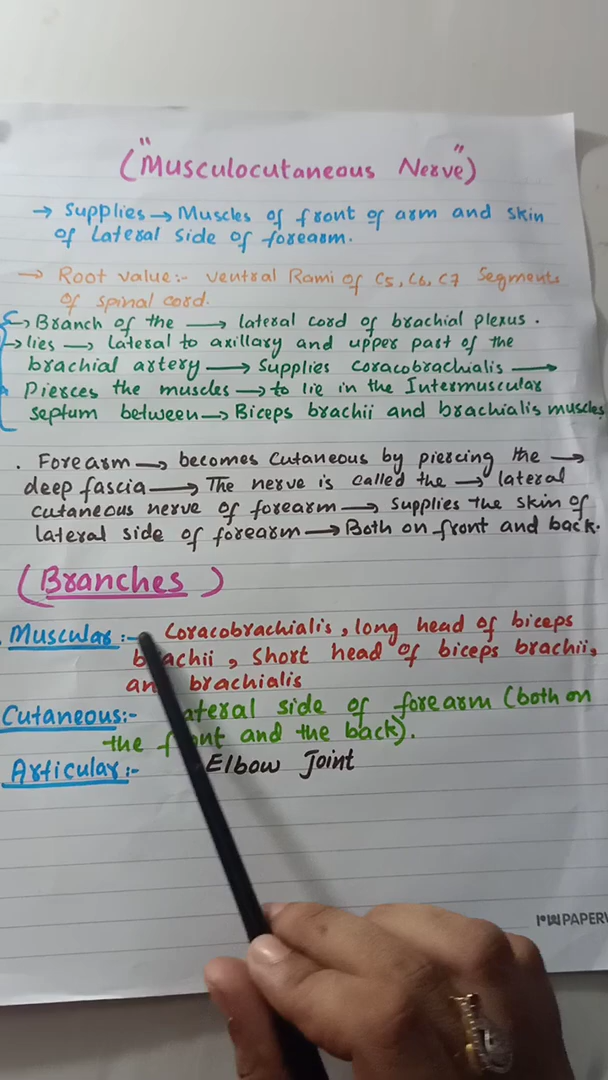 ("Musculocutaneous Nerve")
→ Supplies → Muscles of front of arm and skin
of Lateral side of forearm.
→ Root value:- ventral Rami of C5, C6, C7 Segments
of spinal cord.
→ Branch of the → lateral cord of brachial plexus.
→ lies → Lateral to axillary and upper part of the
brachial artery → Supplies Coracobrachialis →
Pierces the muscles → to lie in the Intermuscular
septum between → Biceps brachii and brachialis muscles
. Forearm → becomes cutaneous by piercing the →
deep fascia → The nerve is called the → lateral
cutaneous nerve of forearm → Supplies the skin of
lateral side of forearm → Both on front and back.
(Branches)
Muscular:- Coracobrachialis, long head of biceps
brachii, Short head of biceps brachii,
and brachialis
Cutaneous:- lateral side of forearm (both on
the front and the back).
Articular:- Elbow Joint